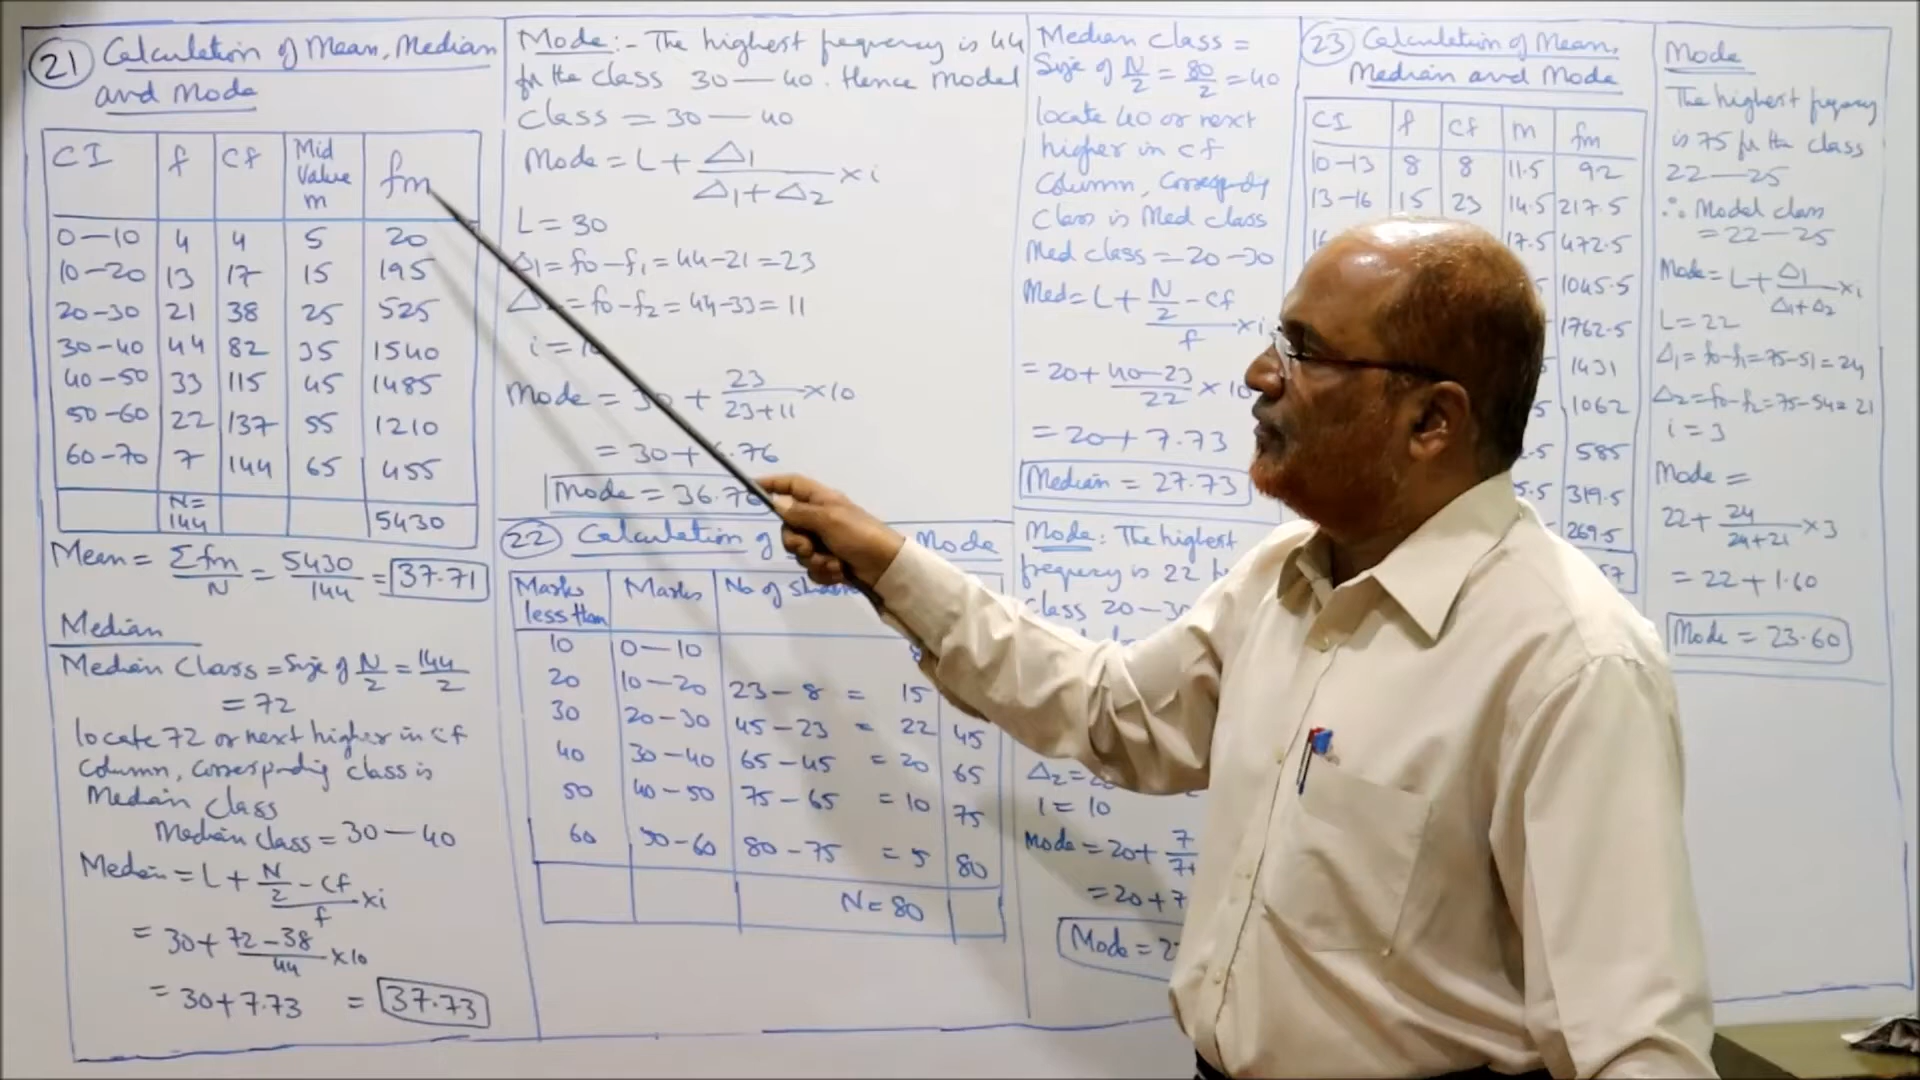 21 Calculation of Mean, Median
and Mode
CI f Cf Mid Value m fm
0—10 4 4 5 20
10—20 13 17 15 195
20—30 21 38 25 525
30—40 44 82 35 1540
40—50 33 115 45 1485
50—60 22 137 55 1210
60—70 7 144 65 455
N=144 5430
Mean = Σfm/N = 5430/144 = 37.71
Median
Median Class = Size of N/2 = 144/2
= 72
locate 72 or next higher in cf
Column, Corresponding class is
Median class
Median class = 30—40
Median = L + (N/2 - cf)/f × i
= 30 + (72-38)/44 × 10
= 30+7.73 = 37.73
Mode:- The highest frequency is 44
for the class 30—40. Hence Model
class = 30—40
Mode = L + Δ1/(Δ1+Δ2) × i
L = 30
Δ1 = f0-f1 = 44-21 = 23
= f0-f2 = 44-33 = 11
i =
Mode = 30 + 23/(23+11) × 10
= 30+ .76
Mode = 36.76
22 Calculation of Mode
Marks less than Marks No of
10 0—10
20 10—20 23-8 = 15
30 20—30 45-23 = 22 45
40 30—40 65-45 = 20 65
50 40—50 75-65 = 10 75
60 50-60 80-75 = 5 80
N=80
Median class =
Size of N/2 = 80/2 = 40
locate 40 or next
higher in cf
Column, Corresponding
Class is Med class
Med class = 20—30
Med = L + (N/2 - cf)/f × i
= 20 + (40-23)/22 × 10
= 20+7.73
Median = 27.73
Mode: The highest
frequency is 22
class 20—30
Δ2 =
i = 10
Mode = 20 + 7/
= 20+7
Mode = 2
23 Calculation of Mean,
Median and Mode
CI f Cf m fm
10—13 8 8 11.5 92
13—16 15 23 14.5 217.5
17.5 472.5
1045.5
1762.5
1431
1062
585
319.5
269.5
57
Mode
The highest frequency
is 75 for the class
22—25
∴ Model class
= 22—25
Mode = L + Δ1/(Δ1+Δ2) × i
L = 22
Δ1 = f0-f1 = 75-51 = 24
Δ2 = f0-f2 = 75-54 = 21
i = 3
Mode =
22 + 24/(24+21) × 3
= 22 + 1.60
Mode = 23.60